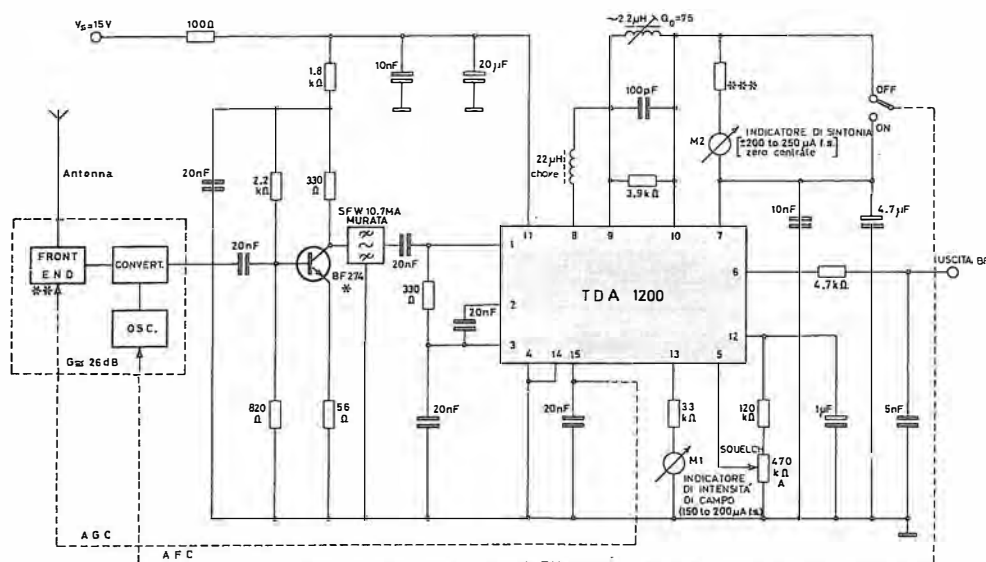 Vs=15V
100Ω
1.8
kΩ
10nF
20µF
~2.2µH Q₀=75
100pF
22µH
choke
3.9kΩ
***
OFF
ON
M2
INDICATORE DI SINTONIA
±200 to 250 µA f.s.
zero centrale
10nF
4.7µF
Antenna
20nF
2.2
kΩ
330
Ω
SFW 10.7MA
MURATA
FRONT
END
**
CONVERT.
OSC.
G≅26dB
20nF
BF274
*
20nF
330
Ω
20nF
1
2
3
11
8
9
10
7
6
12
4
14
15
13
5
TDA 1200
4.7kΩ
USCITA BF
820
Ω
56
Ω
20nF
20nF
33
kΩ
M1
INDICATORE
DI INTENSITÀ
DI CAMPO
(150 to 200µA f.s.)
SQUELCH
120
kΩ
470
kΩ
A
1µF
5nF
AGC
AFC